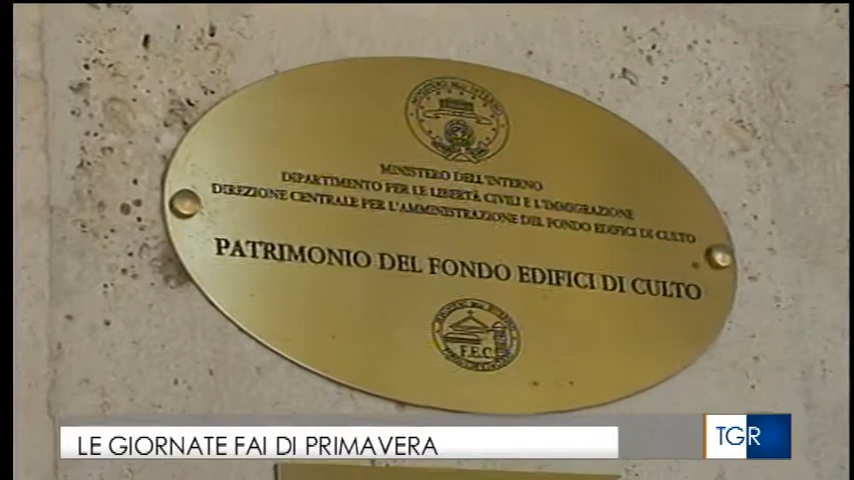 MINISTERO DELL'INTERNO
DIPARTIMENTO PER LE LIBERTÀ CIVILI E L'IMMIGRAZIONE
DIREZIONE CENTRALE PER L'AMMINISTRAZIONE DEL FONDO EDIFICI DI CULTO
PATRIMONIO DEL FONDO EDIFICI DI CULTO
F.E.C.
LE GIORNATE FAI DI PRIMAVERA
TGR